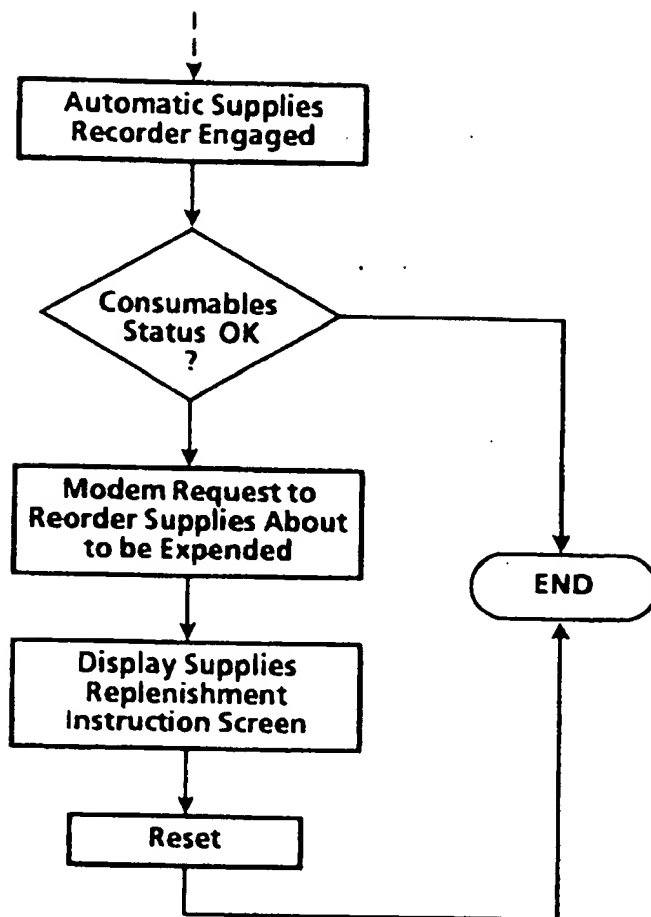 Automatic Supplies
Recorder Engaged
Consumables
Status OK
?
Modem Request to
Reorder Supplies About
to be Expended
END
Display Supplies
Replenishment
Instruction Screen
Reset